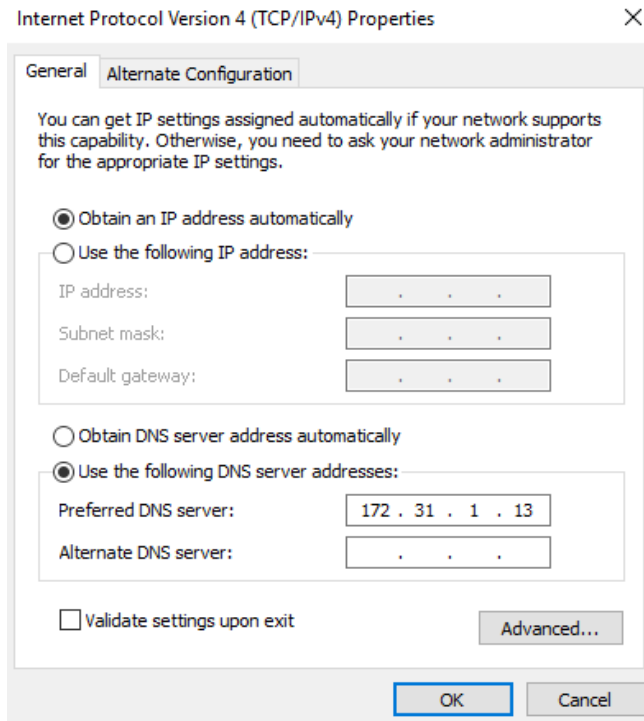 Internet Protocol Version 4 (TCP/IPv4) Properties
General
Alternate Configuration
You can get IP settings assigned automatically if your network supports
this capability. Otherwise, you need to ask your network administrator
for the appropriate IP settings.
Obtain an IP address automatically
Use the following IP address:
IP address:
. . .
Subnet mask:
. . .
Default gateway:
. . .
Obtain DNS server address automatically
Use the following DNS server addresses:
Preferred DNS server:
172 . 31 . 1 . 13
Alternate DNS server:
. . .
Validate settings upon exit
Advanced...
OK
Cancel